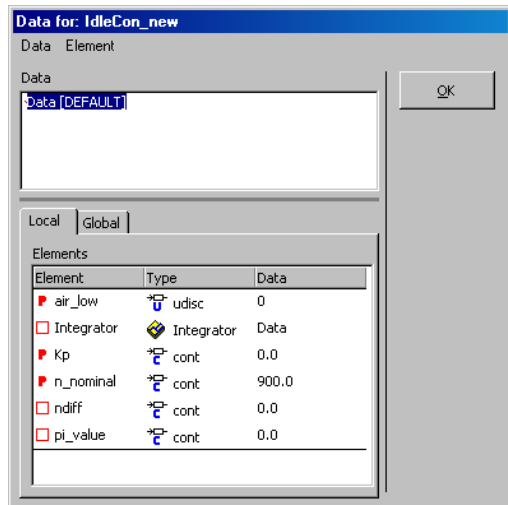 Data for: IdleCon_new
Data Element
Data
OK
Data [DEFAULT]
Local Global
Elements
Element Type Data
P air_low U udisc 0
Integrator Integrator Data
P Kp C cont 0.0
P n_nominal C cont 900.0
ndiff C cont 0.0
pi_value C cont 0.0